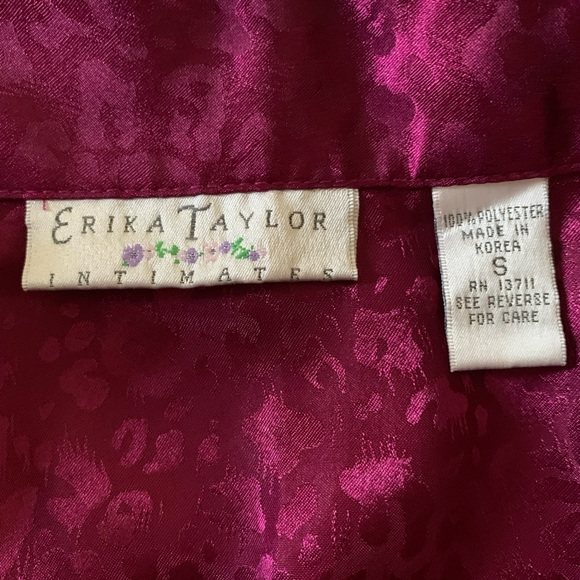 ERIKA TAYLOR
INTIMATES
100% POLYESTER
MADE IN
KOREA
S
RN 13711
SEE REVERSE
FOR CARE